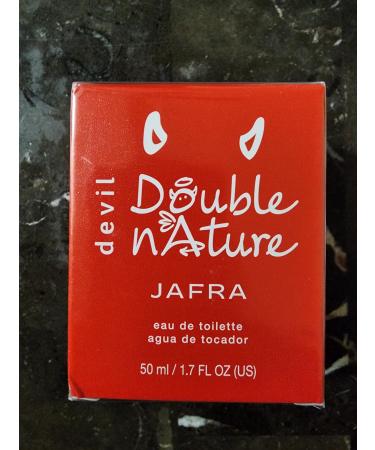 devil
Double
nAture
JAFRA
eau de toilette
agua de tocador
50 ml / 1.7 FL OZ (US)